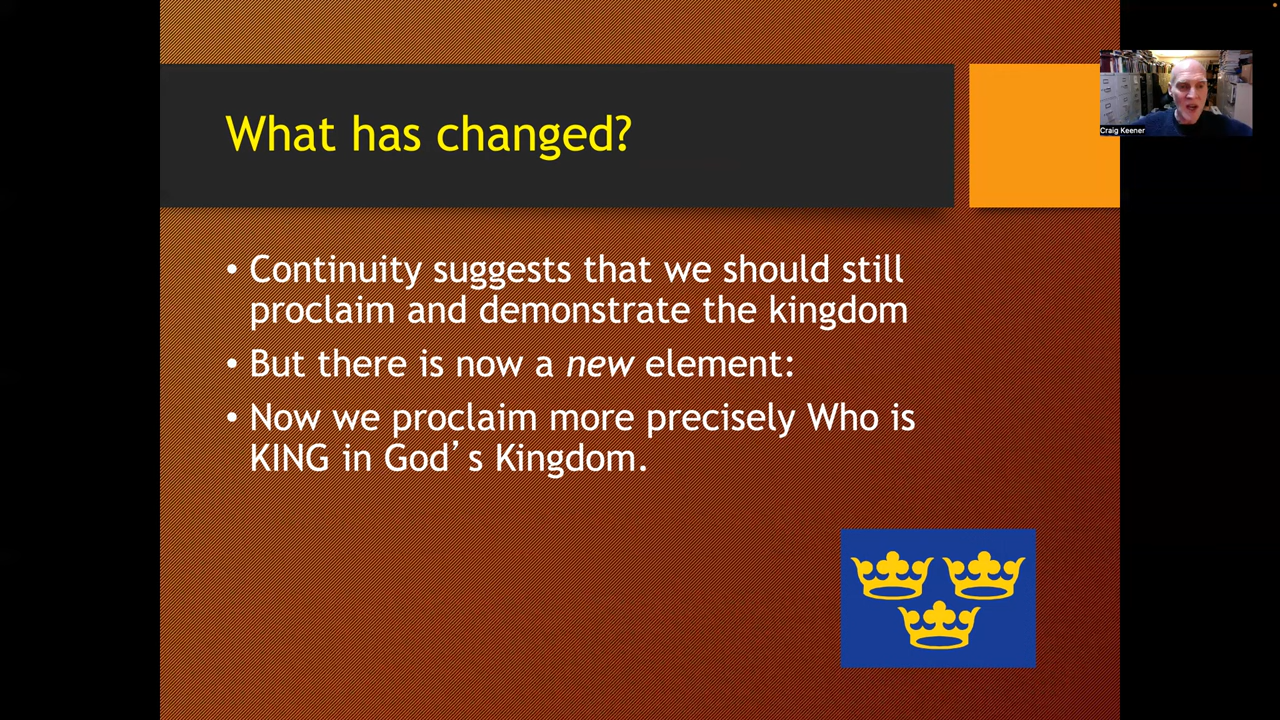 What has changed?
• Continuity suggests that we should still
proclaim and demonstrate the kingdom
• But there is now a new element:
• Now we proclaim more precisely Who is
KING in God’s Kingdom.
Craig Keener